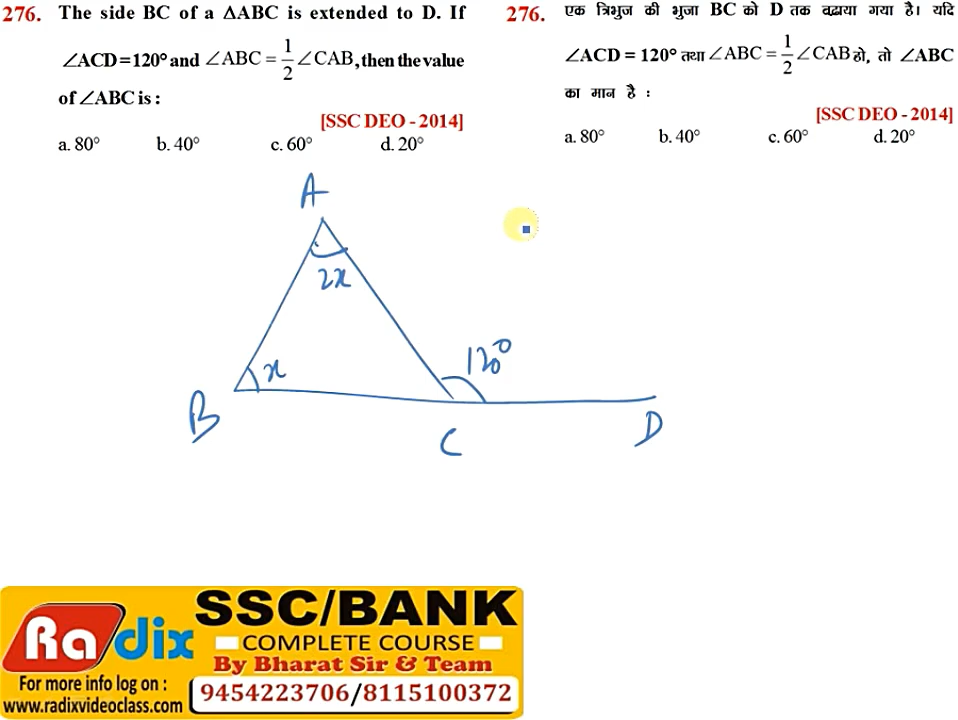 276. The side BC of a ΔABC is extended to D. If
∠ACD=120° and ∠ABC = 1/2 ∠CAB, then the value
of ∠ABC is :
[SSC DEO - 2014]
a. 80° b. 40° c. 60° d. 20°
276. एक त्रिभुज की भुजा BC को D तक बढ़ाया गया है। यदि
∠ACD = 120° तथा ∠ABC = 1/2 ∠CAB हो, तो ∠ABC
का मान है :
[SSC DEO - 2014]
a. 80° b. 40° c. 60° d. 20°
A
2x
x
120°
B
C
D
Radix
SSC/BANK
COMPLETE COURSE
By Bharat Sir & Team
For more info log on :
www.radixvideoclass.com
9454223706/8115100372